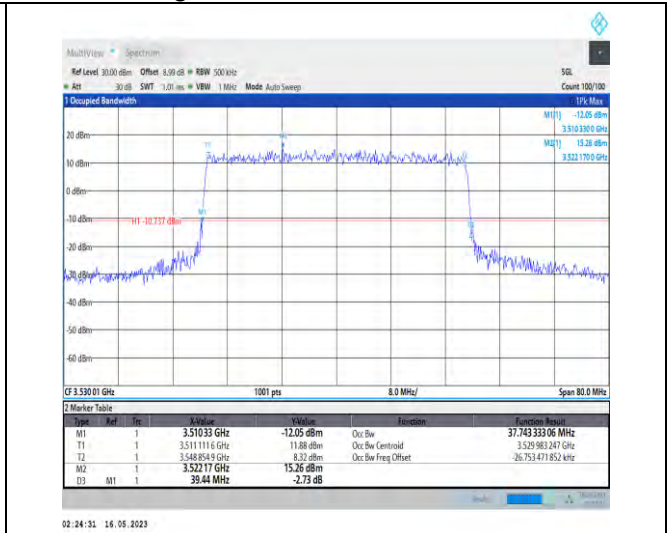 MultiView Spectrum
Ref Level 30.00 dBm Offset 8.99 dB RBW 500 kHz SGL
Att 30 dB SWT 1.01 ms VBW 1 MHz Mode Auto Sweep Count 100/100
1 Occupied Bandwidth 1Pk Max
M1[1] -12.05 dBm
3.510 330 0 GHz
M2[1] 15.26 dBm
3.522 170 0 GHz
20 dBm
T1
10 dBm
0 dBm
M1
-10 dBm
H1 -10.737 dBm
-20 dBm
-30 dBm
-40 dBm
-50 dBm
-60 dBm
CF 3.530 01 GHz 1001 pts 8.0 MHz/ Span 80.0 MHz
2 Marker Table
Type Ref Trc X-Value Y-Value Function Function Result
M1 1 3.510 33 GHz -12.05 dBm Occ Bw 37.743 333 06 MHz
T1 1 3.511 111 6 GHz 11.88 dBm Occ Bw Centroid 3.529 983 247 GHz
T2 1 3.548 854 9 GHz 8.32 dBm Occ Bw Freq Offset -26.753 471 852 kHz
M2 1 3.522 17 GHz 15.26 dBm
D3 M1 1 39.44 MHz -2.73 dB
02:24:31 16.05.2023